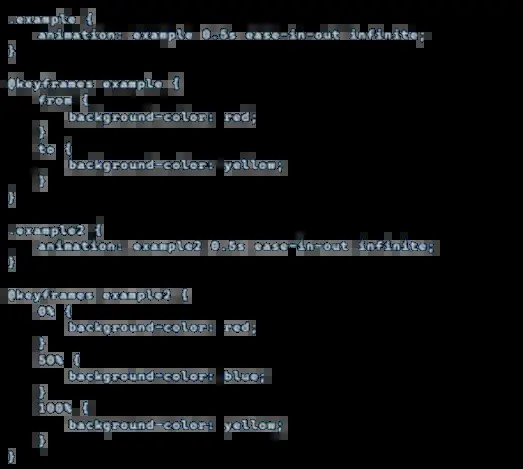 .example {
animation: example 0.5s ease-in-out infinite;
}
@keyframes example {
from {
background-color: red;
}
to {
background-color: yellow;
}
}
.example2 {
animation: example2 0.5s ease-in-out infinite;
}
@keyframes example2 {
0% {
background-color: red;
}
50% {
background-color: blue;
}
100% {
background-color: yellow;
}
}